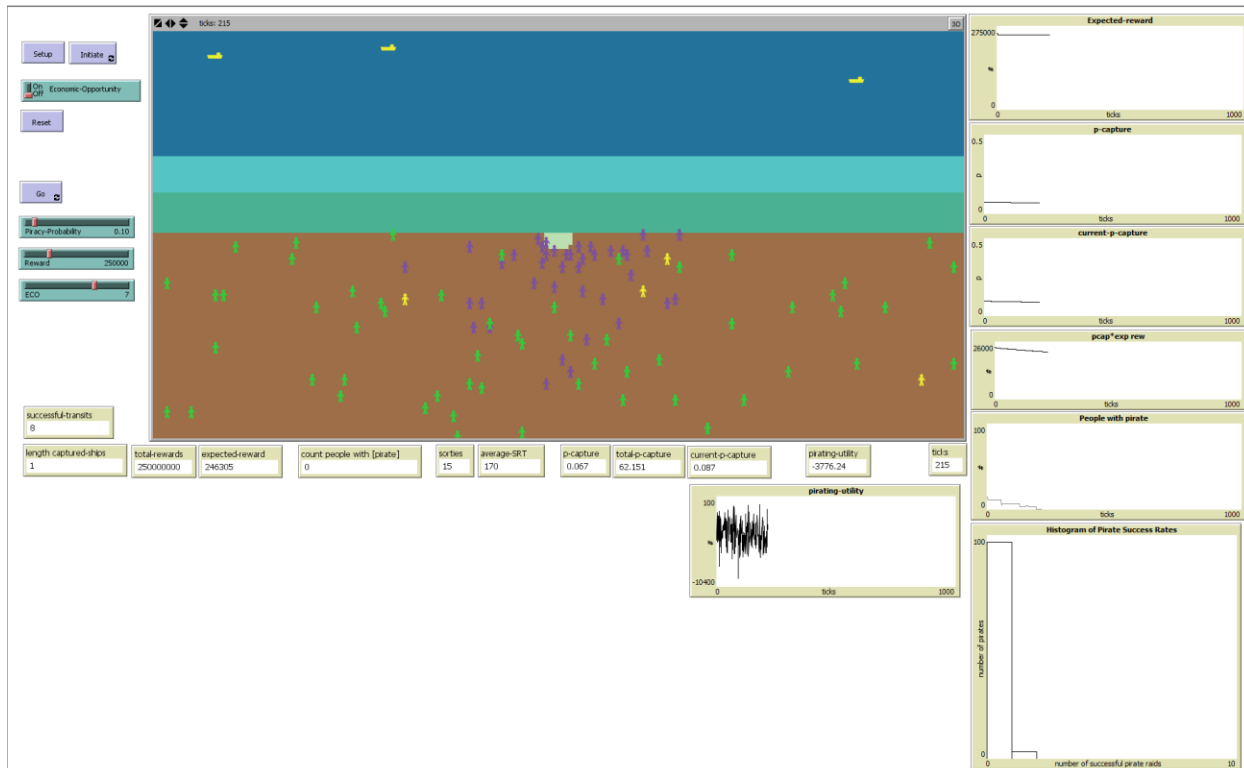 ticks: 215
3D
Setup
Initiate
On
Off
Economic-Opportunity
Reset
Go
Piracy-Probability 0.10
Reward 250000
ECO 7
successful-transits
8
length captured-ships
1
total-rewards
250000000
expected-reward
246305
count people with [pirate]
0
sorties
15
average-SRT
170
p-capture
0.067
total-p-capture
62.151
current-p-capture
0.087
pirating-utility
-3776.24
ticks
215
pirating-utility
100
#
-10400
0 ticks 1000
Expected-reward
275000
#
0
0 ticks 1000
p-capture
0.5
p
0
0 ticks 1000
current-p-capture
0.5
p
0
0 ticks 1000
pcap*exp rew
26000
#
0
0 ticks 1000
People with pirate
100
#
0
0 ticks 1000
Histogram of Pirate Success Rates
100
number of pirates
0
0 number of successful pirate raids 10